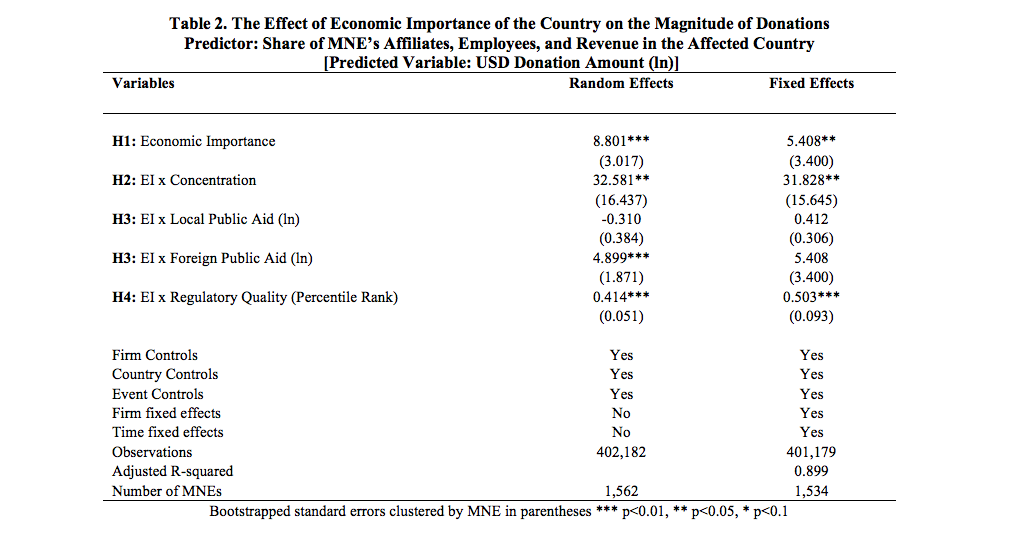 Table 2. The Effect of Economic Importance of the Country on the Magnitude of Donations
Predictor: Share of MNE's Affiliates, Employees, and Revenue in the Affected Country
[Predicted Variable: USD Donation Amount (ln)]
Variables Random Effects Fixed Effects
H1: Economic Importance 8.801*** 5.408**
(3.017) (3.400)
H2: EI x Concentration 32.581** 31.828**
(16.437) (15.645)
H3: EI x Local Public Aid (ln) -0.310 0.412
(0.384) (0.306)
H3: EI x Foreign Public Aid (ln) 4.899*** 5.408
(1.871) (3.400)
H4: EI x Regulatory Quality (Percentile Rank) 0.414*** 0.503***
(0.051) (0.093)
Firm Controls Yes Yes
Country Controls Yes Yes
Event Controls Yes Yes
Firm fixed effects No Yes
Time fixed effects No Yes
Observations 402,182 401,179
Adjusted R-squared 0.899
Number of MNEs 1,562 1,534
Bootstrapped standard errors clustered by MNE in parentheses *** p<0.01, ** p<0.05, * p<0.1